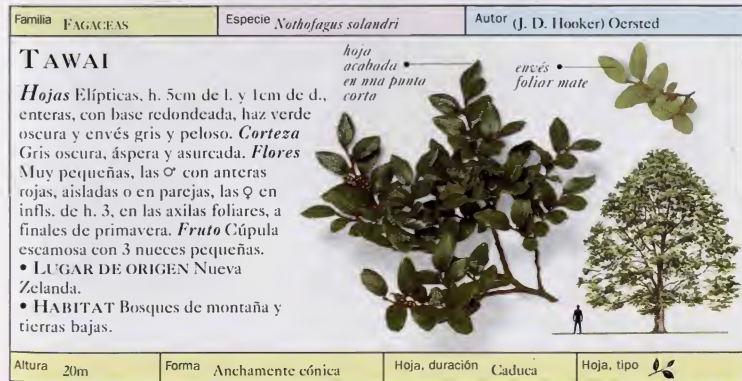 Familia FAGACEAS
Especie Nothofagus solandri
Autor (J. D. Hooker) Oersted
TAWAI
Hojas Elípticas, h. 5cm de l. y 1cm de d.,
enteras, con base redondeada, haz verde
oscura y envés gris y peloso. Corteza
Gris oscura, áspera y asurcada. Flores
Muy pequeñas, las ♂ con anteras
rojas, aisladas o en parejas, las ♀ en
infls. de h. 3, en las axilas foliares, a
finales de primavera. Fruto Cúpula
escamosa con 3 nueces pequeñas.
• LUGAR DE ORIGEN Nueva
Zelanda.
• HABITAT Bosques de montaña y
tierras bajas.
hoja
acabada
en una punta
corta
envés
foliar mate
Altura 20m
Forma Anchamente cónica
Hoja, duración Caduca
Hoja, tipo